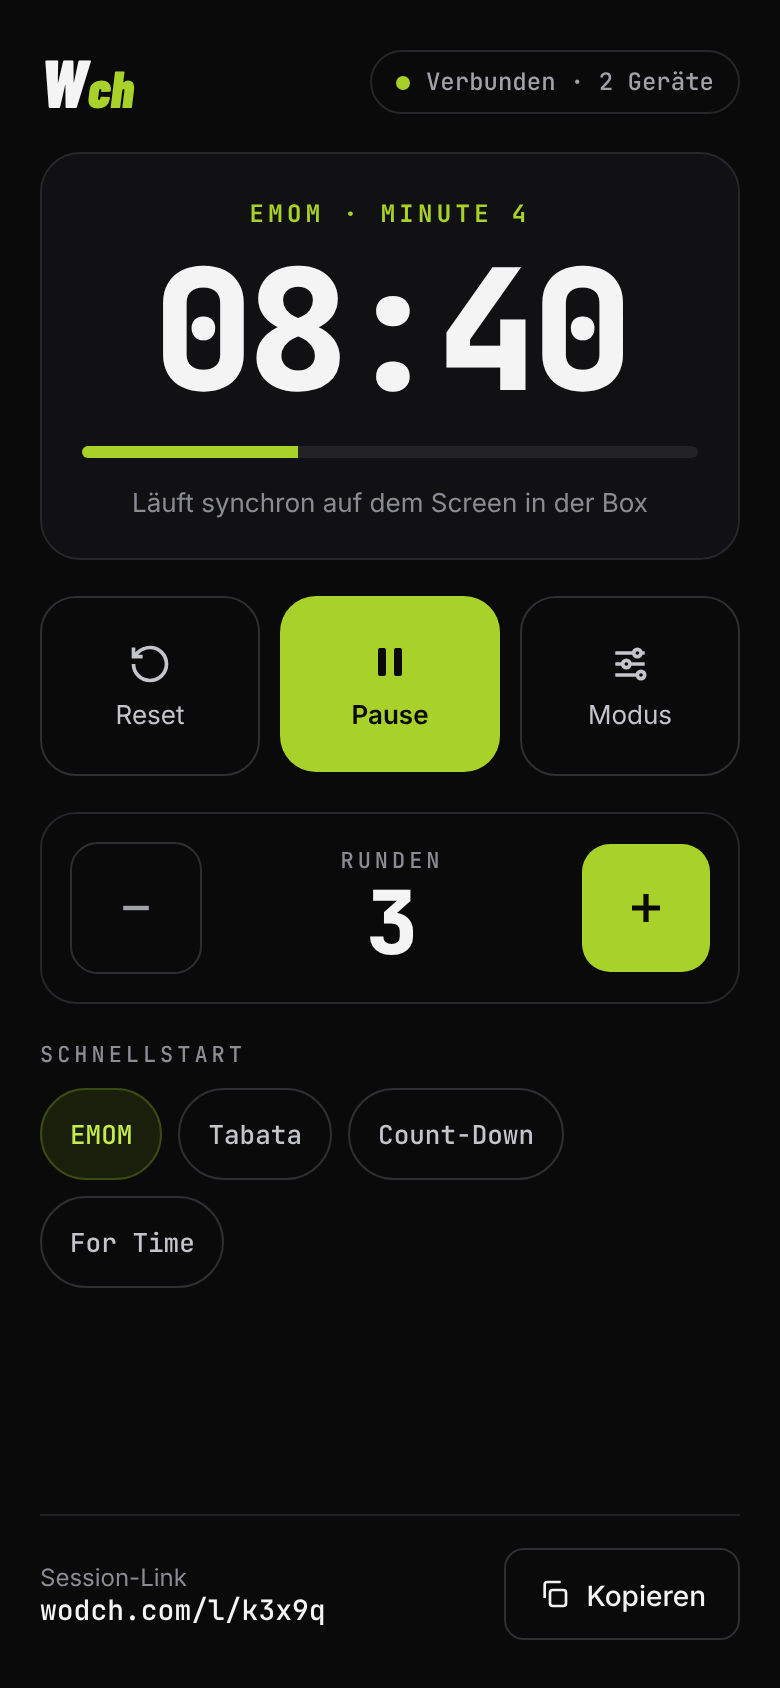 Wch
Verbunden · 2 Geräte
EMOM · MINUTE 4
08:40
Läuft synchron auf dem Screen in der Box
Reset
Pause
Modus
RUNDEN
−
3
+
SCHNELLSTART
EMOM
Tabata
Count-Down
For Time
Session-Link
wodch.com/l/k3x9q
Kopieren